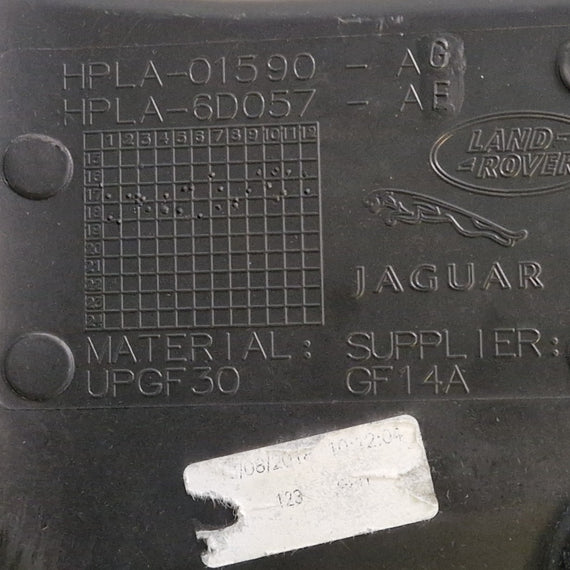 HPLA-01590 - AG
HPLA-6D057 - AE
1 2 3 4 5 6 7 8 9 10 11 12
15
16
17
18
19
20
21
22
23
24
LAND-
-ROVER
JAGUAR
MATERIAL: SUPPLIER:
UPGF30 GF14A
123